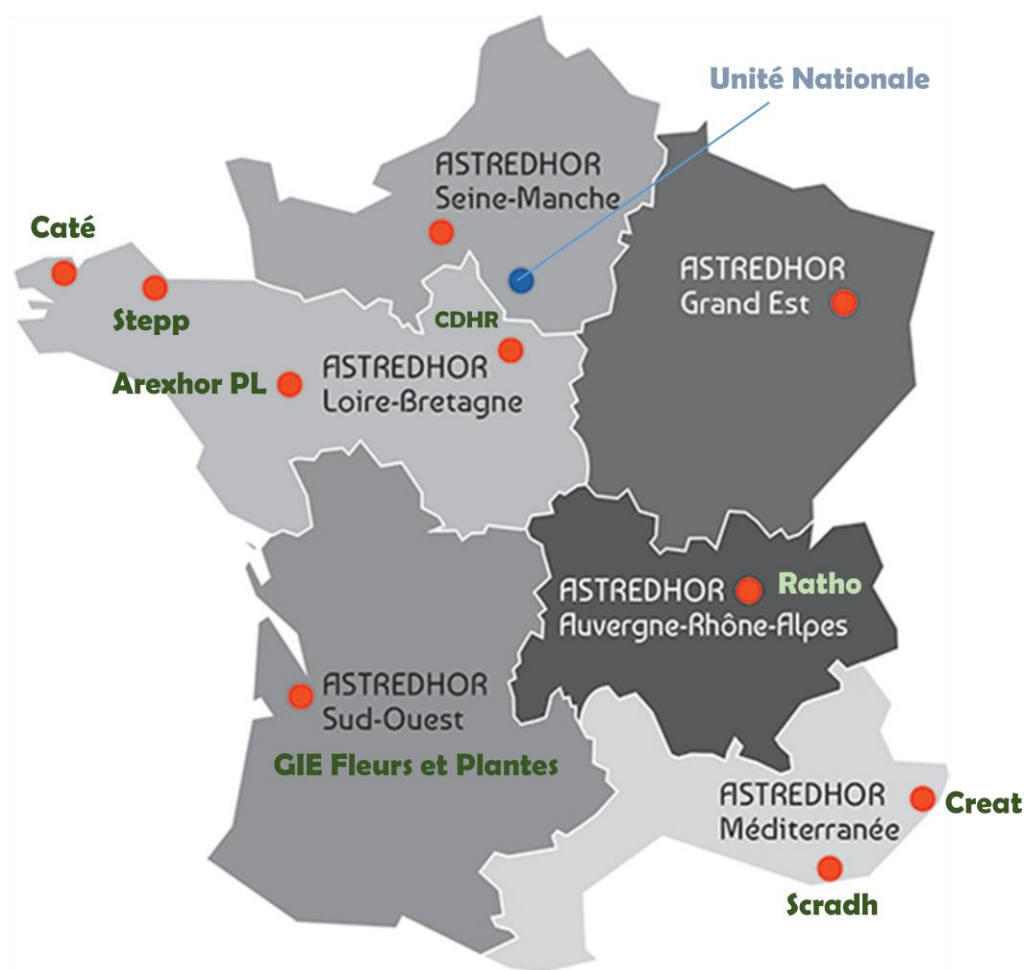 Unité Nationale
ASTREDHOR
Seine-Manche
Caté
Stepp
ASTREDHOR
Grand Est
CDHR
Arexhor PL
ASTREDHOR
Loire-Bretagne
ASTREDHOR
Auvergne-Rhône-Alpes
Ratho
ASTREDHOR
Sud-Ouest
GIE Fleurs et Plantes
ASTREDHOR
Méditerranée
Creat
Scradh